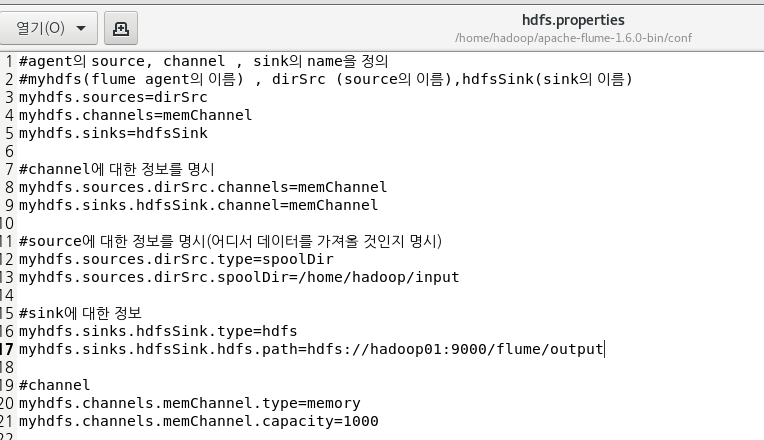 열기(O)
hdfs.properties
/home/hadoop/apache-flume-1.6.0-bin/conf
1 #agent의 source, channel , sink의 name을 정의
2 #myhdfs(flume agent의 이름) , dirSrc (source의 이름),hdfsSink(sink의 이름)
3 myhdfs.sources=dirSrc
4 myhdfs.channels=memChannel
5 myhdfs.sinks=hdfsSink
6
7 #channel에 대한 정보를 명시
8 myhdfs.sources.dirSrc.channels=memChannel
9 myhdfs.sinks.hdfsSink.channel=memChannel
10
11 #source에 대한 정보를 명시(어디서 데이터를 가져올 것인지 명시)
12 myhdfs.sources.dirSrc.type=spoolDir
13 myhdfs.sources.dirSrc.spoolDir=/home/hadoop/input
14
15 #sink에 대한 정보
16 myhdfs.sinks.hdfsSink.type=hdfs
17 myhdfs.sinks.hdfsSink.hdfs.path=hdfs://hadoop01:9000/flume/output
18
19 #channel
20 myhdfs.channels.memChannel.type=memory
21 myhdfs.channels.memChannel.capacity=1000
22